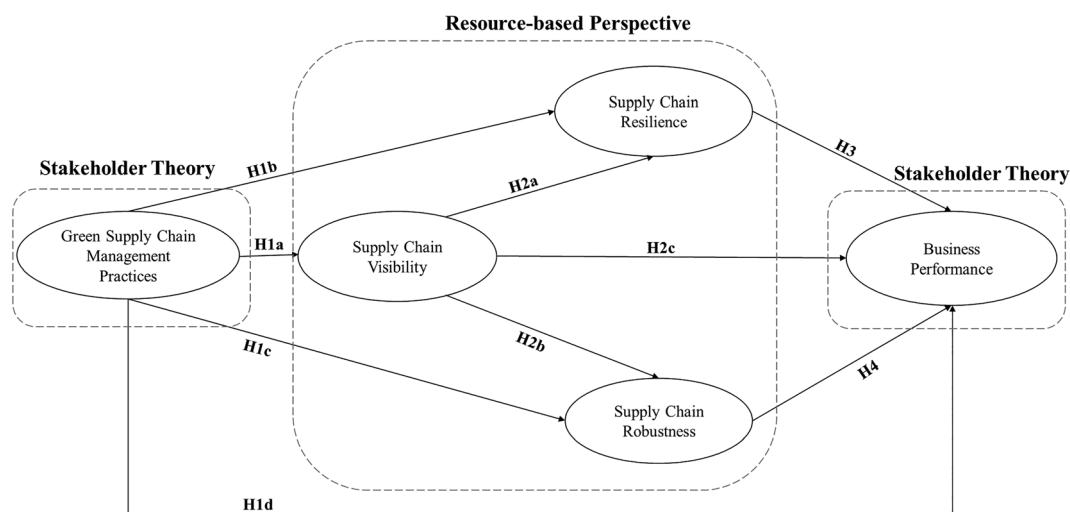 Resource-based Perspective
Supply Chain
Resilience
H3
H1b
Stakeholder Theory
Stakeholder Theory
H2a
Green Supply Chain
Management
Practices
H1a
Supply Chain
Visibility
H2c
Business
Performance
H2b
H1c
H4
Supply Chain
Robustness
H1d